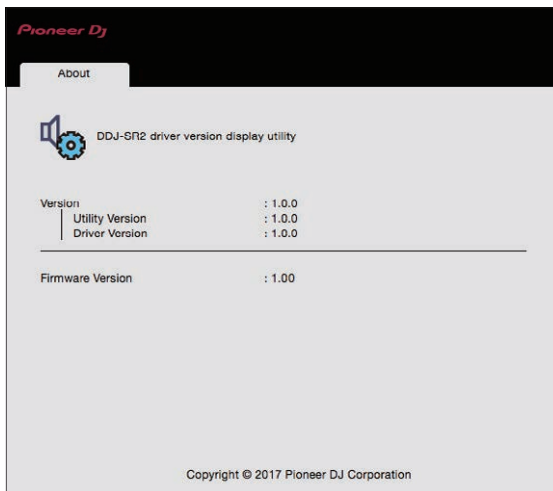 Pioneer Dj
About
DDJ-SR2 driver version display utility
Version : 1.0.0
Utility Version : 1.0.0
Driver Version : 1.0.0
Firmware Version : 1.00
Copyright © 2017 Pioneer DJ Corporation